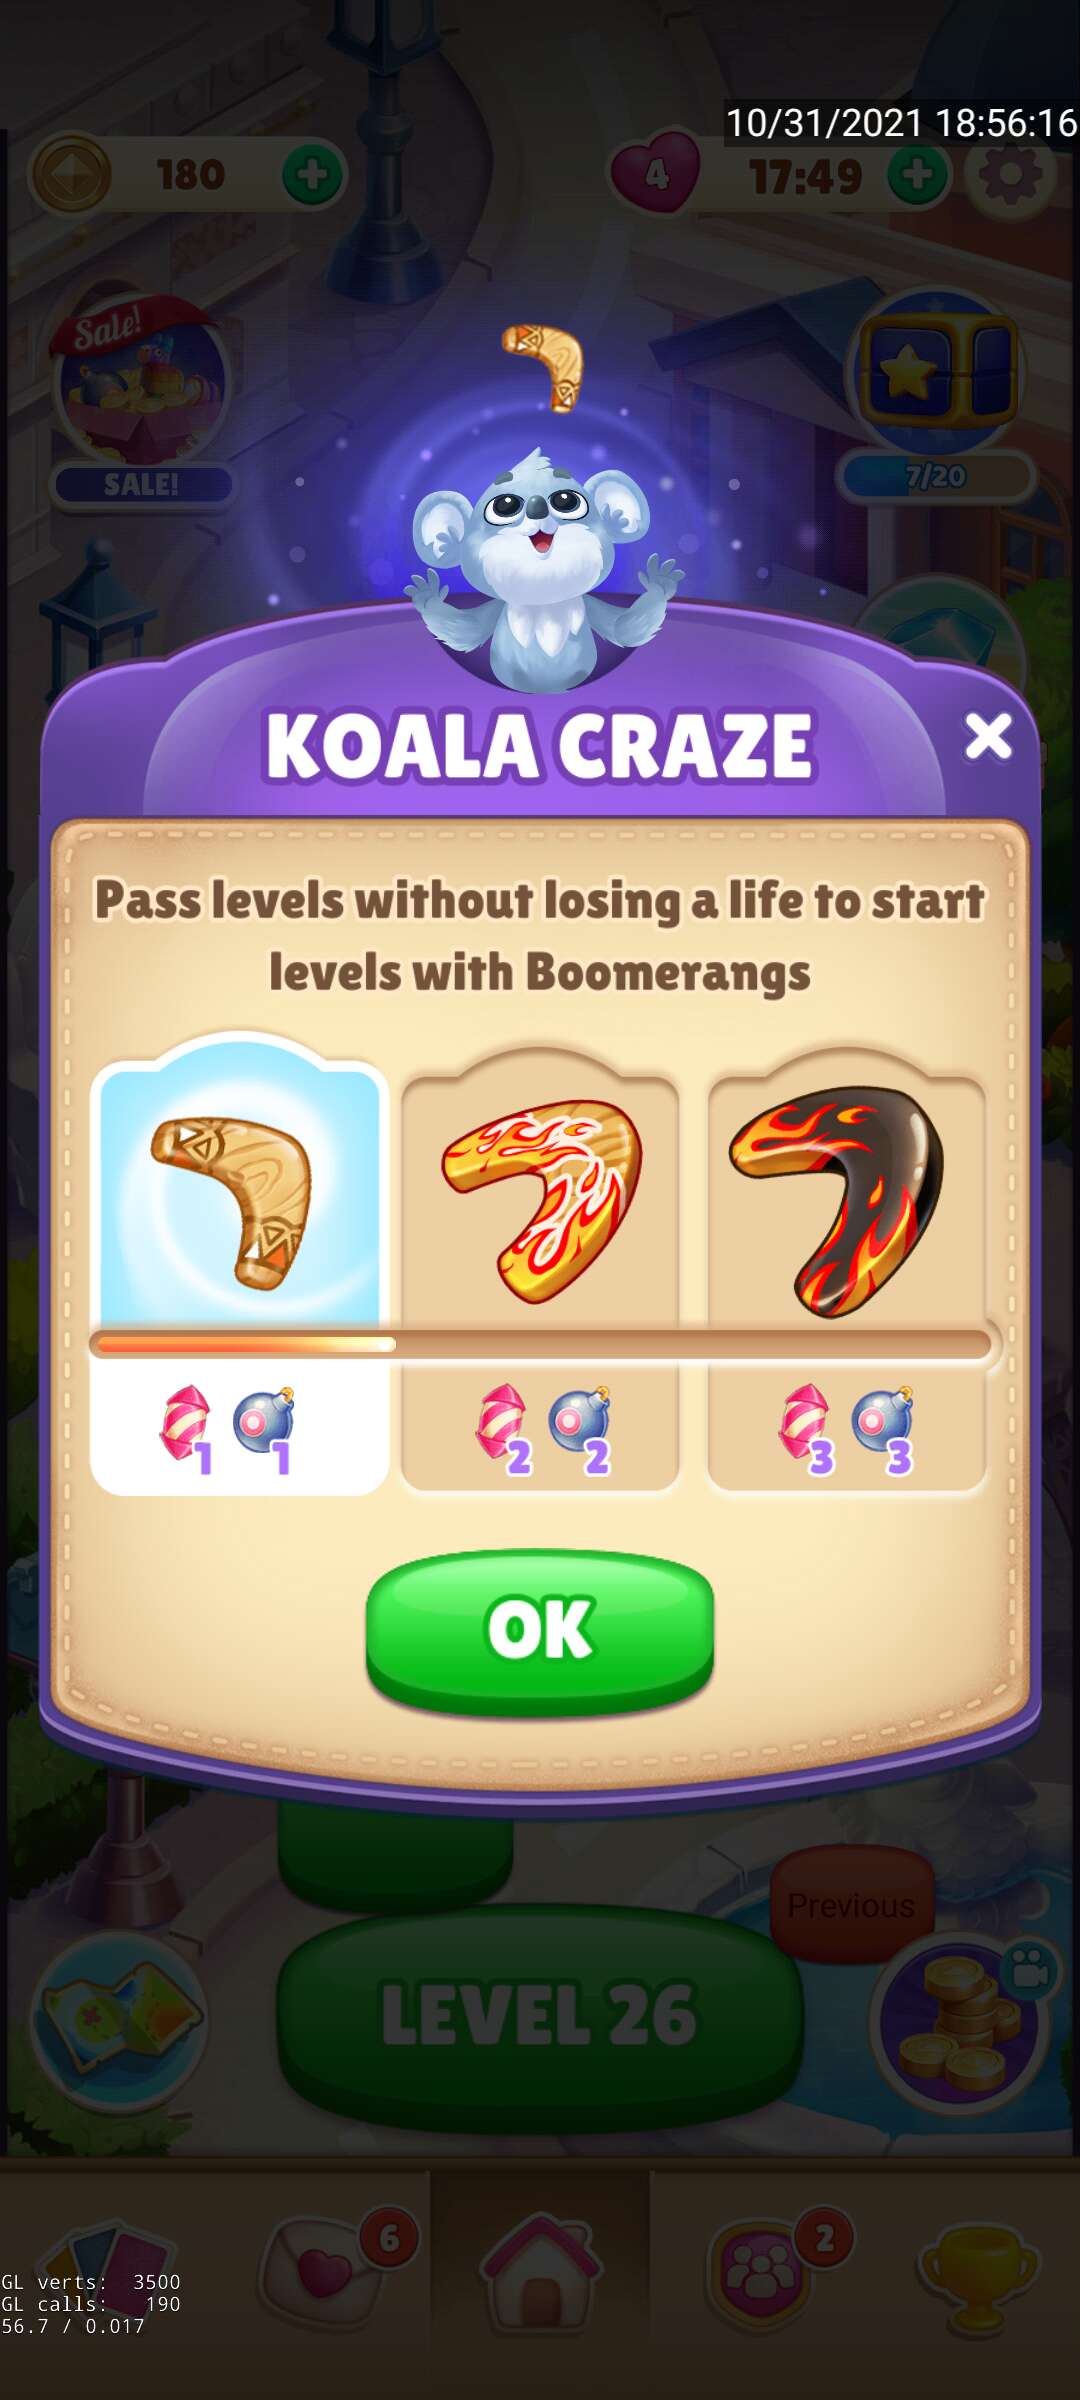 10/31/2021 18:56:16
180
4
17:49
Sale!
SALE!
7/20
KOALA CRAZE
Pass levels without losing a life to start
levels with Boomerangs
1 1
2 2
3 3
OK
Previous
LEVEL 26
6
2
GL verts: 3500
GL calls: 190
56.7 / 0.017